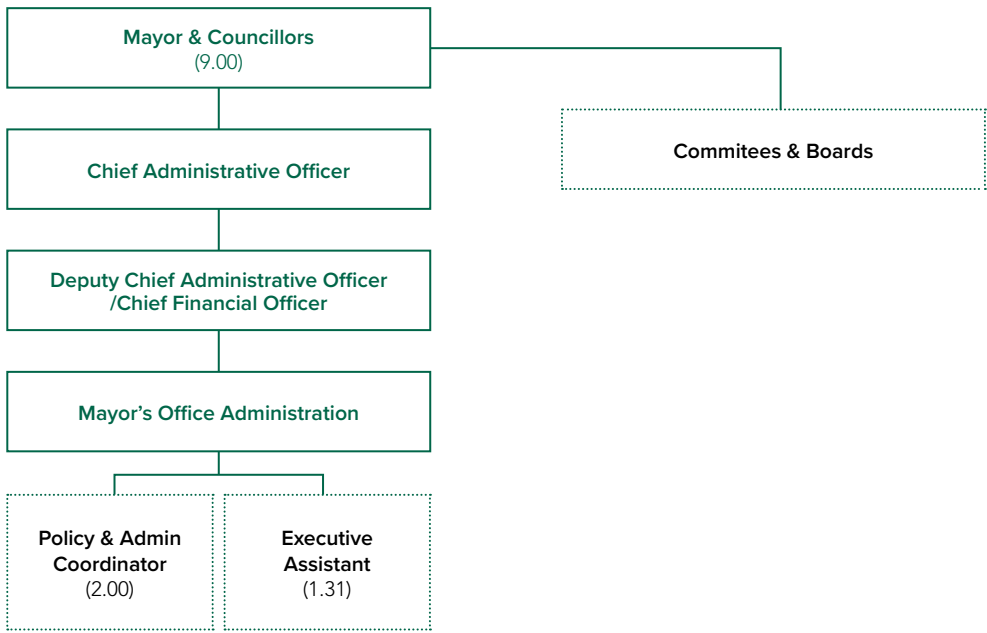 Mayor & Councillors
(9.00)
Commitees & Boards
Chief Administrative Officer
Deputy Chief Administrative Officer
/Chief Financial Officer
Mayor’s Office Administration
Policy & Admin
Coordinator
(2.00)
Executive
Assistant
(1.31)